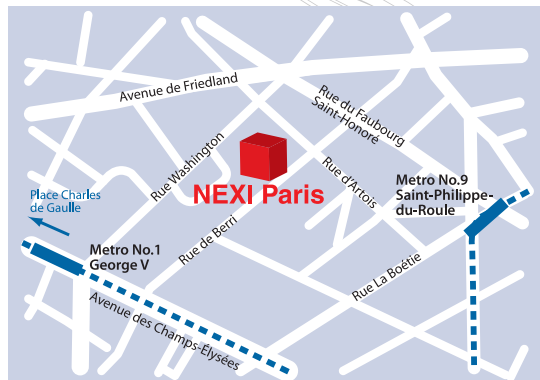 Avenue de Friedland
Rue du Faubourg
Saint-Honoré
Rue Washington
NEXI Paris
Rue d'Artois
Metro No.9
Saint-Philippe-
du-Roule
Place Charles
de Gaulle
Metro No.1
George V
Rue de Berri
Rue La Boétie
Avenue des Champs-Élysées